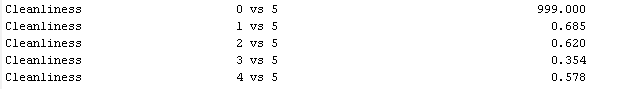 Cleanliness 0 vs 5 999.000
Cleanliness 1 vs 5 0.685
Cleanliness 2 vs 5 0.620
Cleanliness 3 vs 5 0.354
Cleanliness 4 vs 5 0.578